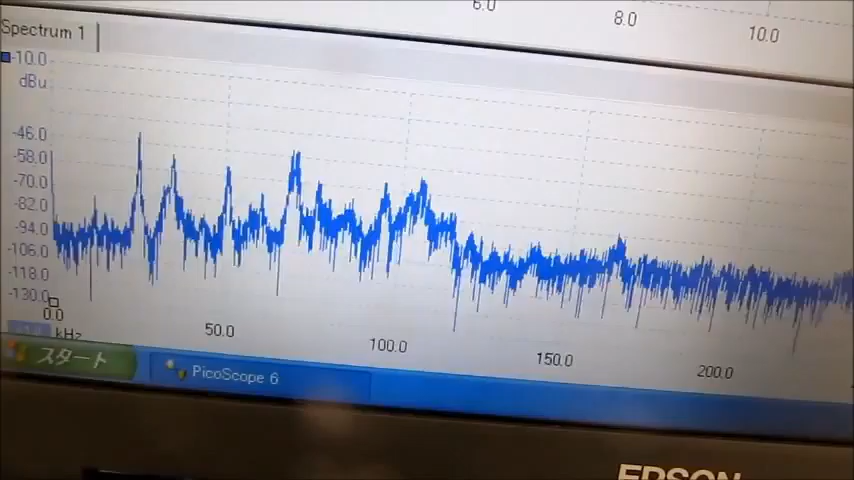 6.0
8.0
10.0
Spectrum 1
-10.0
dBu
-46.0
-58.0
-70.0
-82.0
-94.0
-106.0
-118.0
-130.0
0.0
50.0
100.0
150.0
200.0
kHz
スタート
PicoScope 6
EPSON